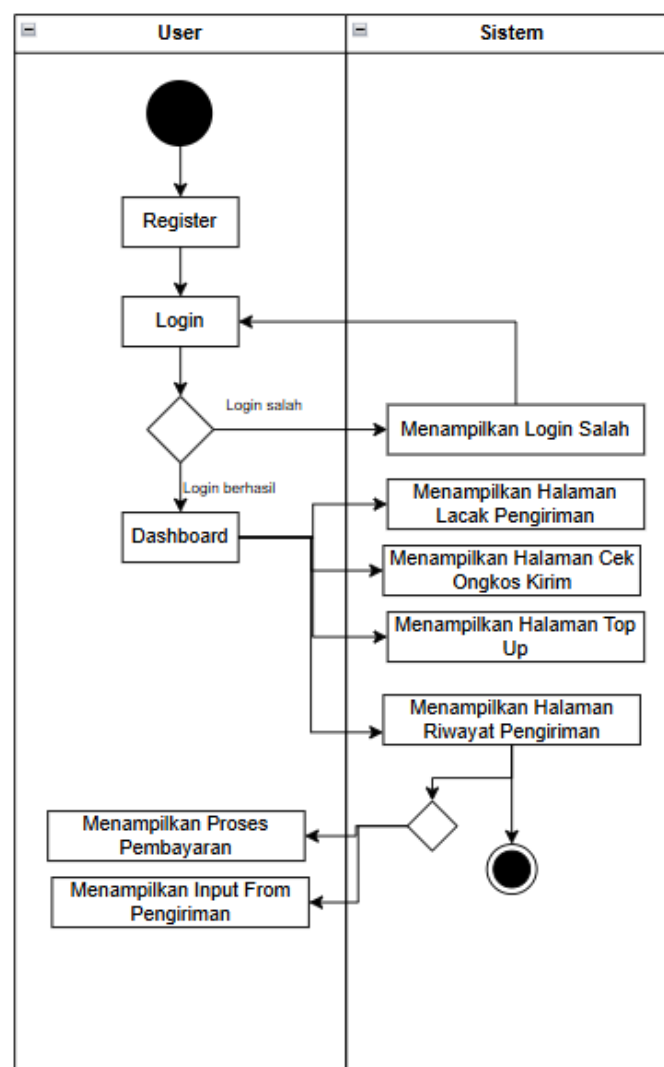 User
Sistem
Register
Login
Login salah
Menampilkan Login Salah
Login berhasil
Menampilkan Halaman
Lacak Pengiriman
Dashboard
Menampilkan Halaman Cek
Ongkos Kirim
Menampilkan Halaman Top
Up
Menampilkan Halaman
Riwayat Pengiriman
Menampilkan Proses
Pembayaran
Menampilkan Input From
Pengiriman